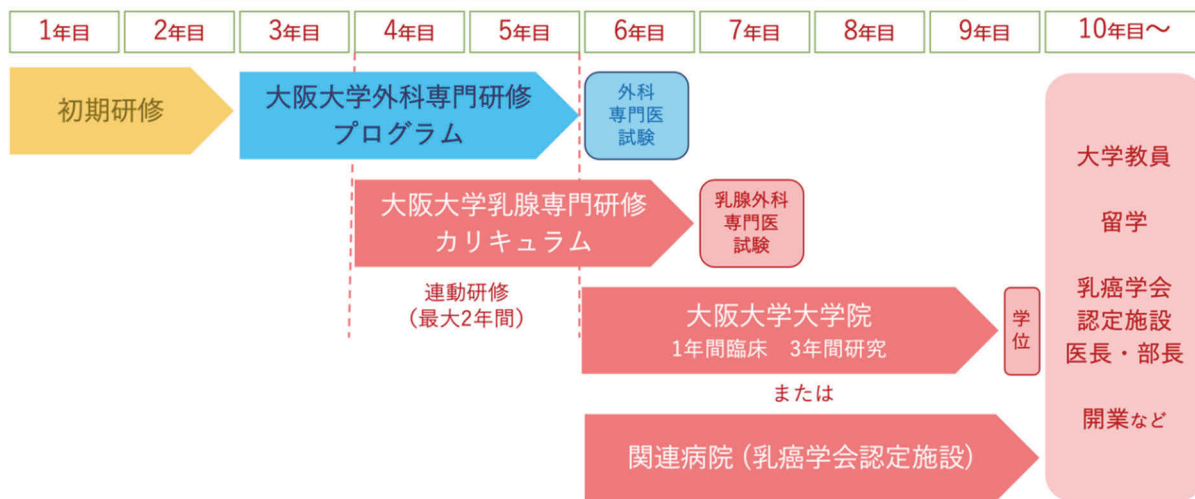 1年目 2年目 3年目 4年目 5年目 6年目 7年目 8年目 9年目 10年目〜
初期研修
大阪大学外科専門研修
プログラム
外科
専門医
試験
大阪大学乳腺専門研修
カリキュラム
乳腺外科
専門医
試験
連動研修
(最大2年間)
大阪大学大学院
1年間臨床　3年間研究
学
位
または
関連病院 (乳癌学会認定施設)
大学教員
留学
乳癌学会
認定施設
医長・部長
開業など